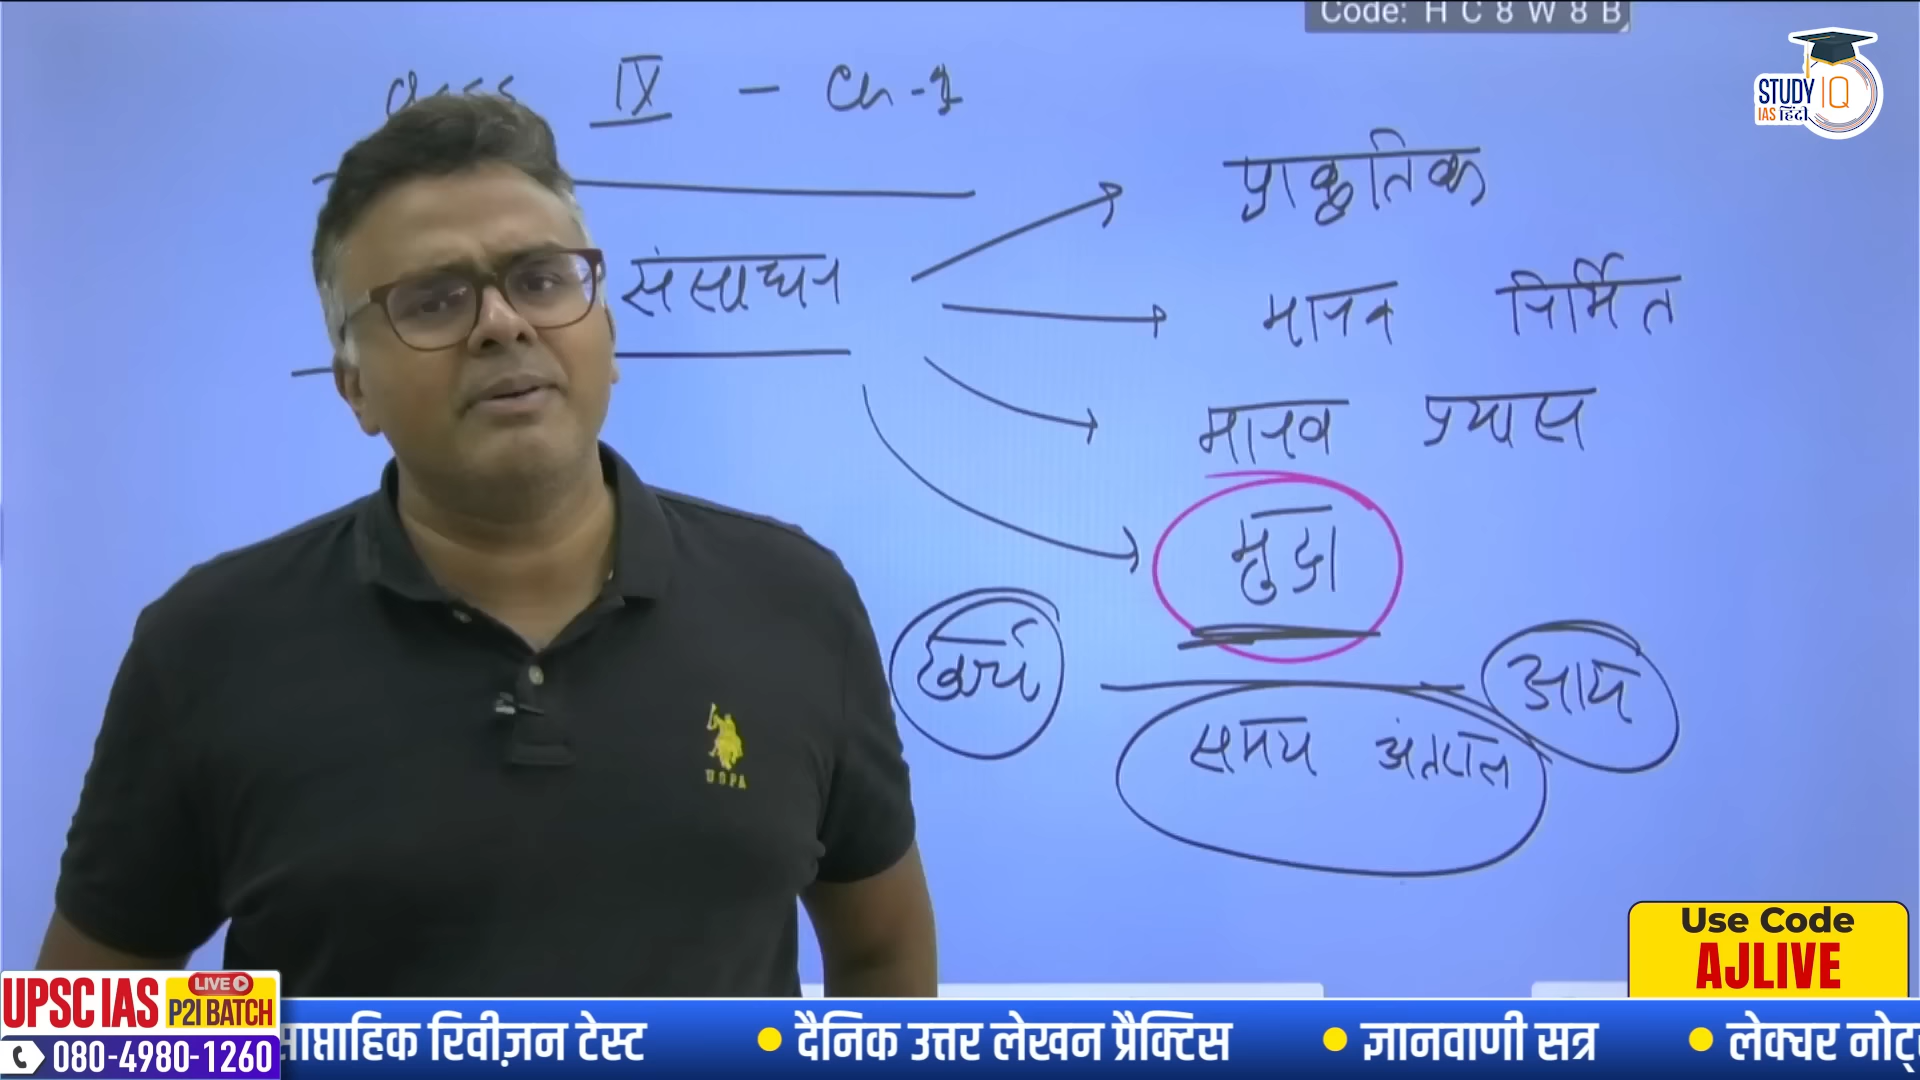 Code: H C 8 W 8 B
STUDY IQ
IAS हिंदी
IX - Ch-1
प्राकृतिक
संसाधन
मानव निर्मित
मानव प्रयास
मुद्रा
खर्च
आय
समय अंतराल
USPA
Use Code
AJLIVE
UPSC IAS LIVE P2I BATCH
080-4980-1260
साप्ताहिक रिवीज़न टेस्ट • दैनिक उत्तर लेखन प्रैक्टिस • ज्ञानवाणी सत्र • लेक्चर